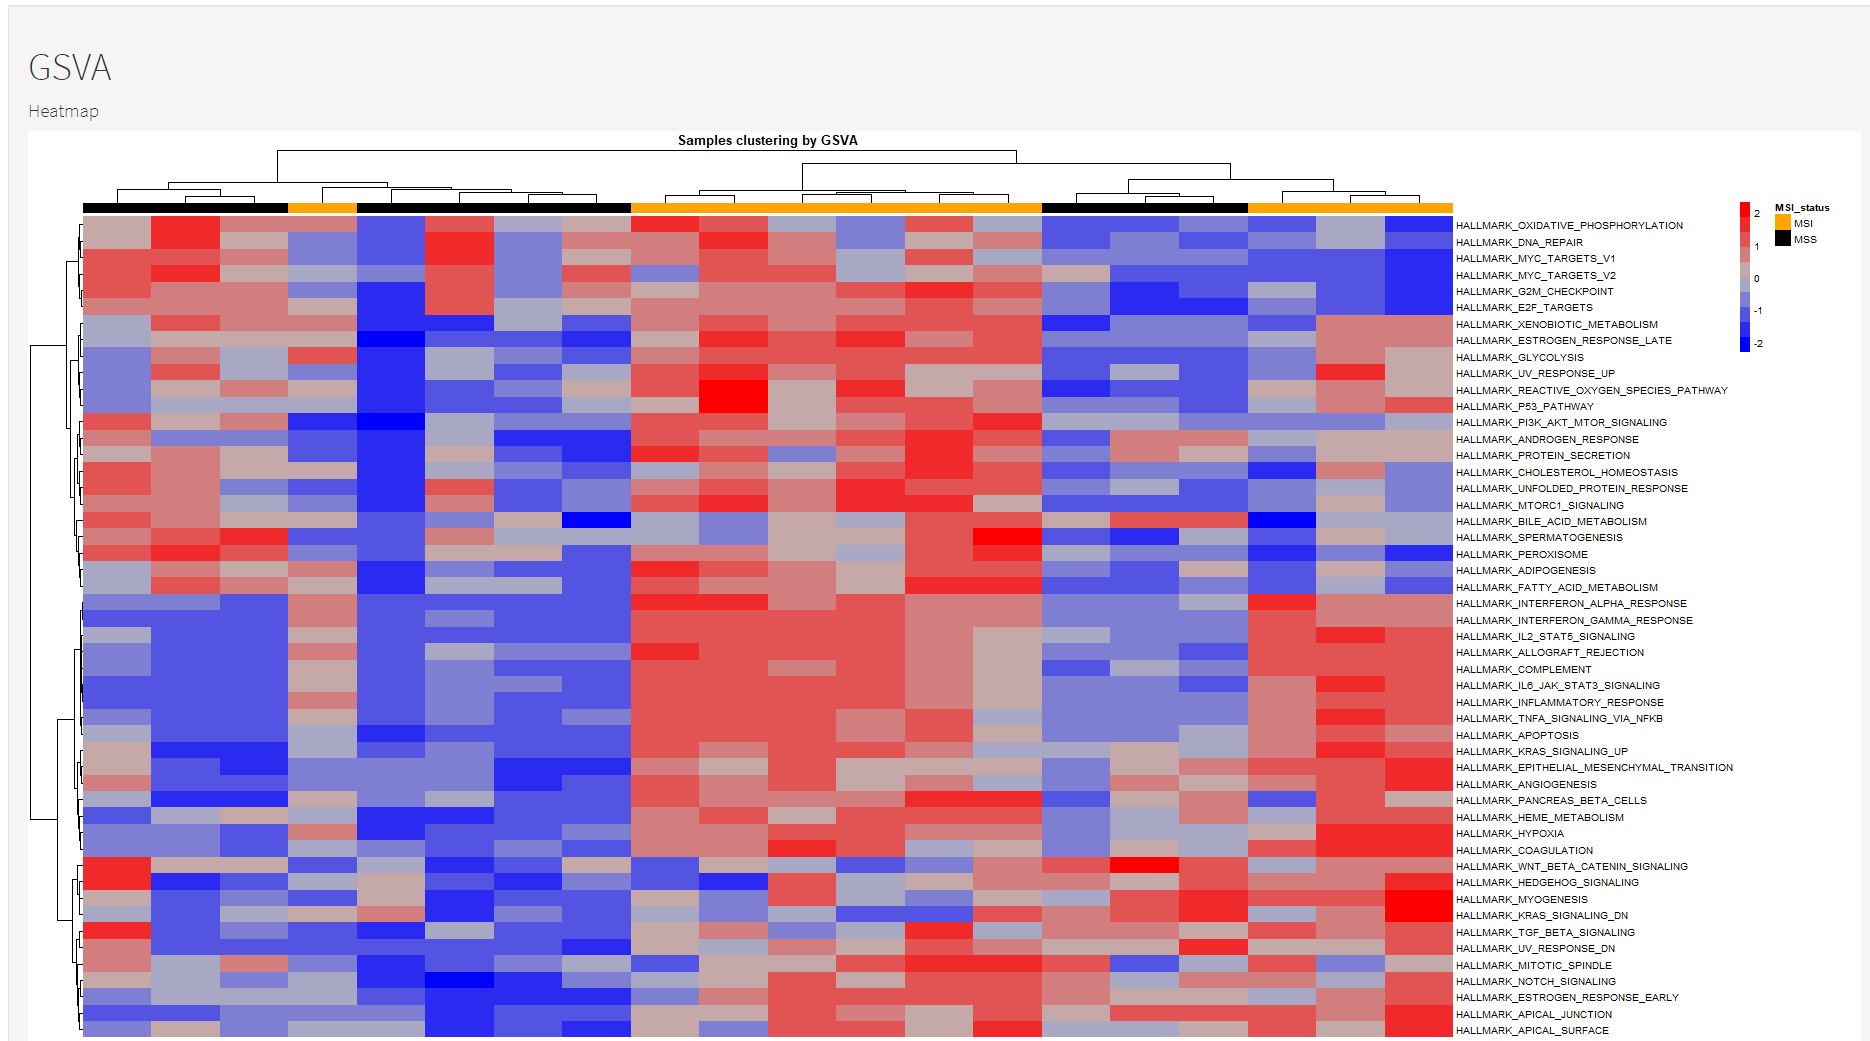 GSVA
Heatmap
Samples clustering by GSVA
2
1
0
-1
-2
MSI_status
MSI
MSS
HALLMARK_OXIDATIVE_PHOSPHORYLATION
HALLMARK_DNA_REPAIR
HALLMARK_MYC_TARGETS_V1
HALLMARK_MYC_TARGETS_V2
HALLMARK_G2M_CHECKPOINT
HALLMARK_E2F_TARGETS
HALLMARK_XENOBIOTIC_METABOLISM
HALLMARK_ESTROGEN_RESPONSE_LATE
HALLMARK_GLYCOLYSIS
HALLMARK_UV_RESPONSE_UP
HALLMARK_REACTIVE_OXYGEN_SPECIES_PATHWAY
HALLMARK_P53_PATHWAY
HALLMARK_PI3K_AKT_MTOR_SIGNALING
HALLMARK_ANDROGEN_RESPONSE
HALLMARK_PROTEIN_SECRETION
HALLMARK_CHOLESTEROL_HOMEOSTASIS
HALLMARK_UNFOLDED_PROTEIN_RESPONSE
HALLMARK_MTORC1_SIGNALING
HALLMARK_BILE_ACID_METABOLISM
HALLMARK_SPERMATOGENESIS
HALLMARK_PEROXISOME
HALLMARK_ADIPOGENESIS
HALLMARK_FATTY_ACID_METABOLISM
HALLMARK_INTERFERON_ALPHA_RESPONSE
HALLMARK_INTERFERON_GAMMA_RESPONSE
HALLMARK_IL2_STAT5_SIGNALING
HALLMARK_ALLOGRAFT_REJECTION
HALLMARK_COMPLEMENT
HALLMARK_IL6_JAK_STAT3_SIGNALING
HALLMARK_INFLAMMATORY_RESPONSE
HALLMARK_TNFA_SIGNALING_VIA_NFKB
HALLMARK_APOPTOSIS
HALLMARK_KRAS_SIGNALING_UP
HALLMARK_EPITHELIAL_MESENCHYMAL_TRANSITION
HALLMARK_ANGIOGENESIS
HALLMARK_PANCREAS_BETA_CELLS
HALLMARK_HEME_METABOLISM
HALLMARK_HYPOXIA
HALLMARK_COAGULATION
HALLMARK_WNT_BETA_CATENIN_SIGNALING
HALLMARK_HEDGEHOG_SIGNALING
HALLMARK_MYOGENESIS
HALLMARK_KRAS_SIGNALING_DN
HALLMARK_TGF_BETA_SIGNALING
HALLMARK_UV_RESPONSE_DN
HALLMARK_MITOTIC_SPINDLE
HALLMARK_NOTCH_SIGNALING
HALLMARK_ESTROGEN_RESPONSE_EARLY
HALLMARK_APICAL_JUNCTION
HALLMARK_APICAL_SURFACE